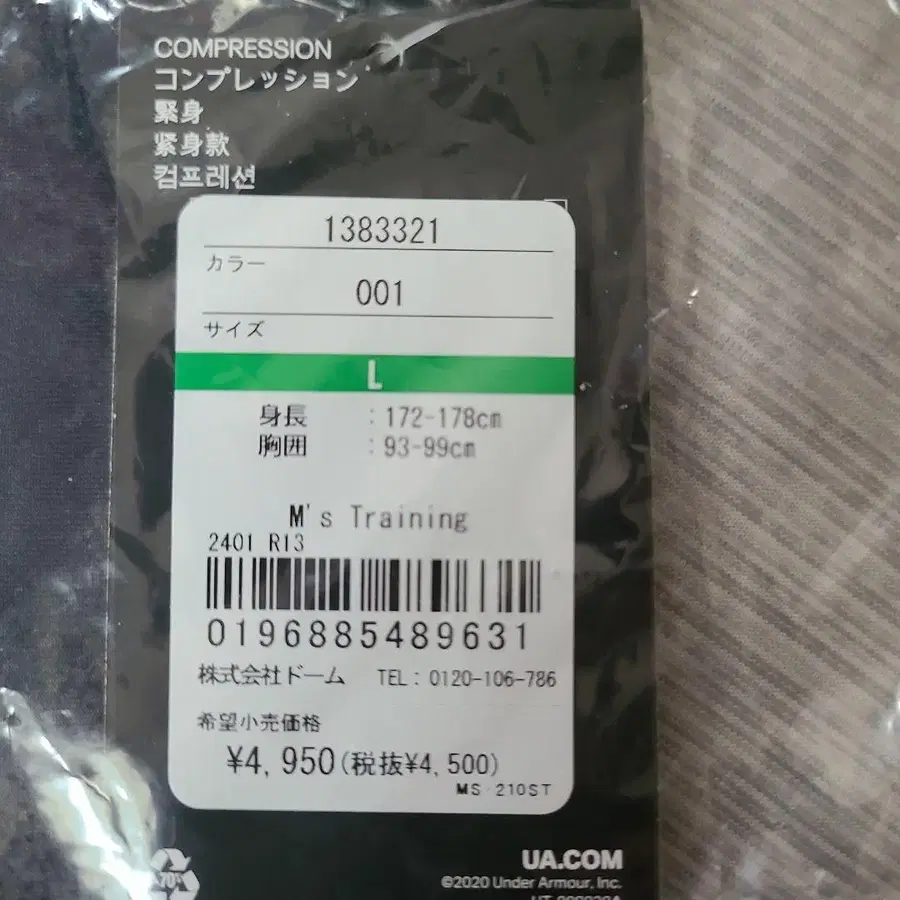 COMPRESSION
コンプレッション
緊身
紧身款
컴프레션
1383321
カラー
001
サイズ
L
身長 : 172-178cm
胸囲 : 93-99cm
M's Training
2401 R13
0196885489631
株式会社ドーム TEL: 0120-106-786
希望小売価格
¥4,950(税抜¥4,500)
MS-210ST
70%
UA.COM
©2020 Under Armour, Inc.